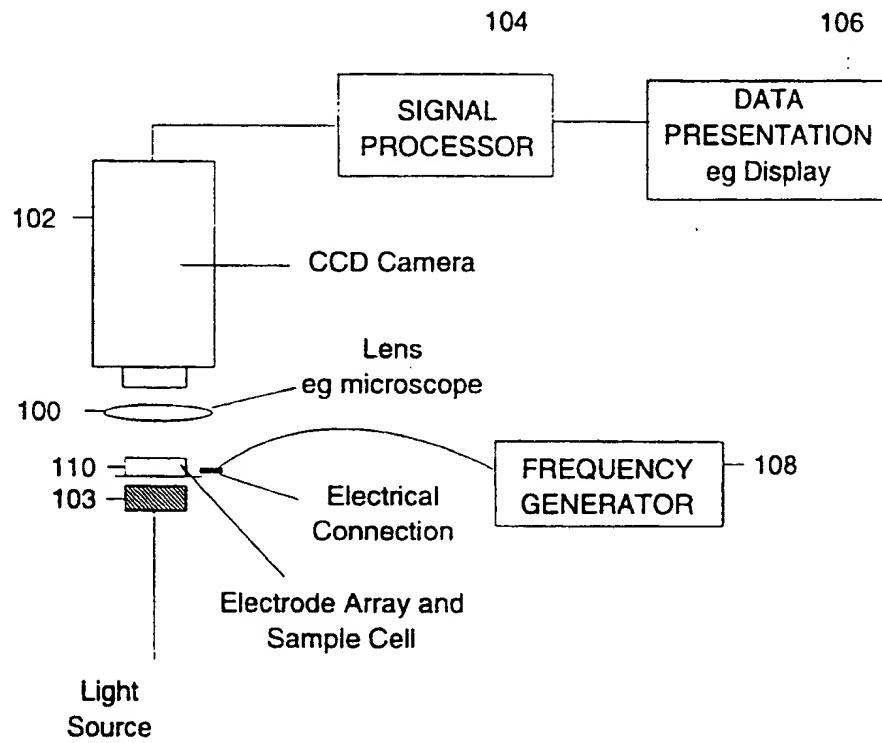 104
106
SIGNAL
PROCESSOR
DATA
PRESENTATION
eg Display
102
CCD Camera
Lens
eg microscope
100
110
103
FREQUENCY
GENERATOR
108
Electrical
Connection
Electrode Array and
Sample Cell
Light
Source